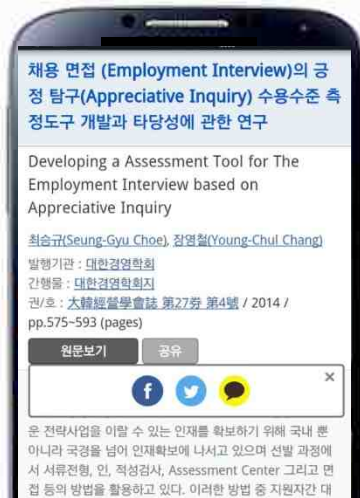 채용 면접 (Employment Interview)의 긍
정 탐구(Appreciative Inquiry) 수용수준 측
정도구 개발과 타당성에 관한 연구
Developing a Assessment Tool for The
Employment Interview based on
Appreciative Inquiry
최승규(Seung-Gyu Choe), 장영철(Young-Chul Chang)
발행기관 : 대한경영학회
간행물 : 대한경영학회지
권/호 : 大韓經營學會誌 第27券 第4號 / 2014 /
pp.575~593 (pages)
원문보기 공유
f
×
운 전략사업을 이랄 수 있는 인재를 확보하기 위해 국내 뿐
아니라 국경을 넘어 인재확보에 나서고 있으며 선발 과정에
서 서류전형, 인, 적성검사, Assessment Center 그리고 면
접 등의 방법을 활용하고 있다. 이러한 방법 중 지원자간 대